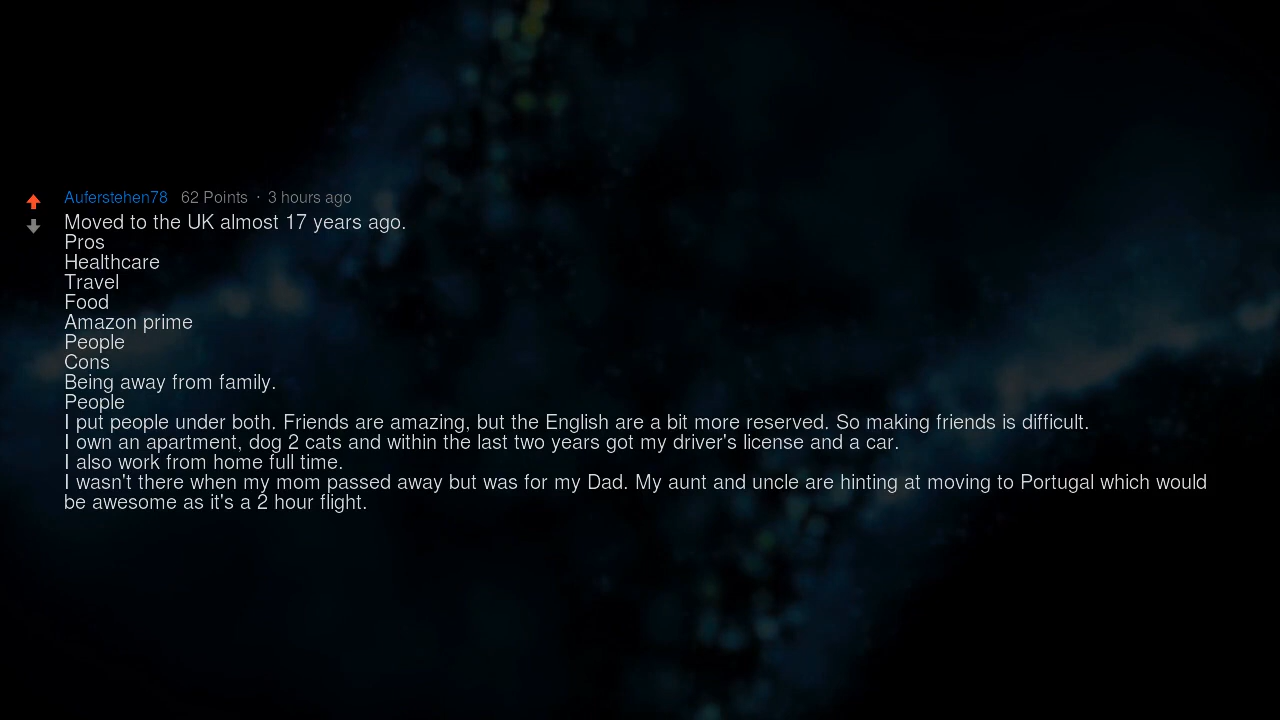 Auferstehen78 62 Points · 3 hours ago
Moved to the UK almost 17 years ago.
Pros
Healthcare
Travel
Food
Amazon prime
People
Cons
Being away from family.
People
I put people under both. Friends are amazing, but the English are a bit more reserved. So making friends is difficult.
I own an apartment, dog 2 cats and within the last two years got my driver's license and a car.
I also work from home full time.
I wasn't there when my mom passed away but was for my Dad. My aunt and uncle are hinting at moving to Portugal which would
be awesome as it's a 2 hour flight.